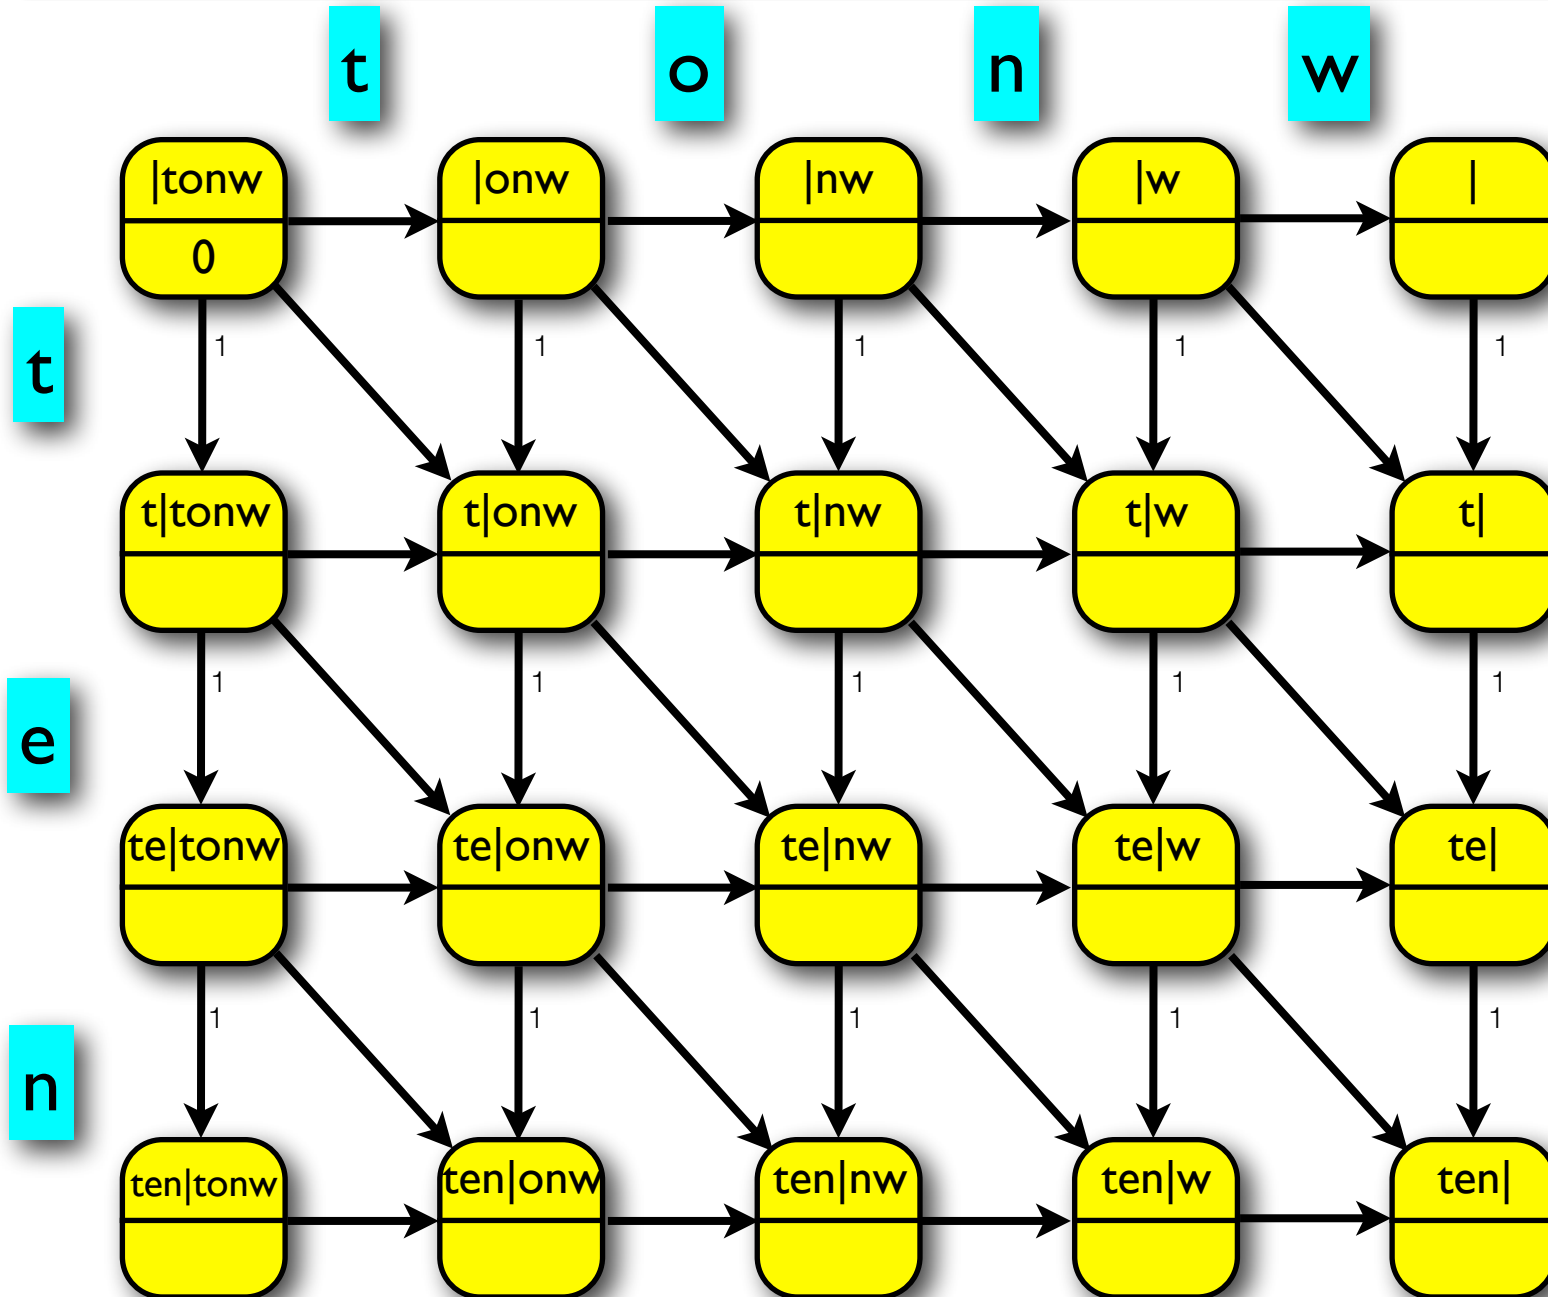 t o n w
|tonw |onw |nw |w |
0
t
1 1 1 1 1
t|tonw t|onw t|nw t|w t|
e
1 1 1 1 1
te|tonw te|onw te|nw te|w te|
n
1 1 1 1 1
ten|tonw ten|onw ten|nw ten|w ten|